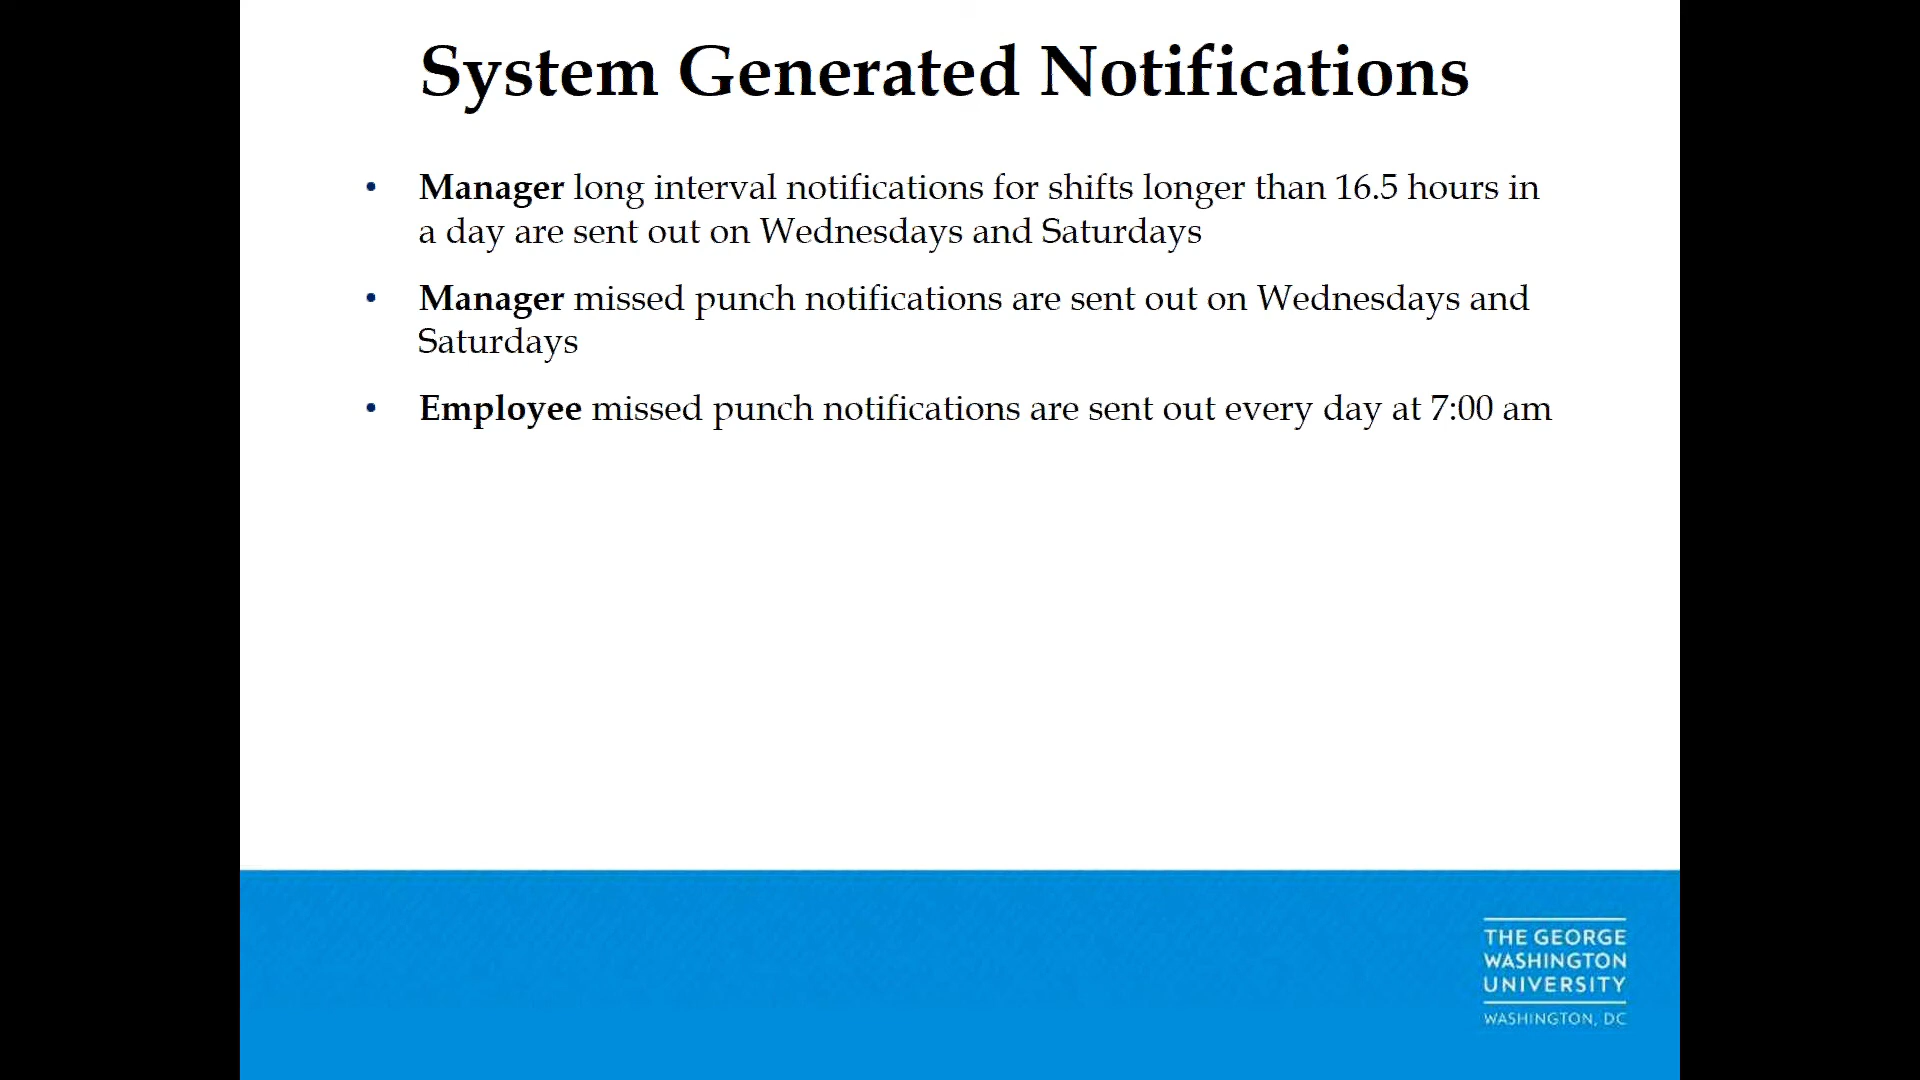 System Generated Notifications
• Manager long interval notifications for shifts longer than 16.5 hours in
a day are sent out on Wednesdays and Saturdays
• Manager missed punch notifications are sent out on Wednesdays and
Saturdays
• Employee missed punch notifications are sent out every day at 7:00 am
THE GEORGE
WASHINGTON
UNIVERSITY
WASHINGTON, DC